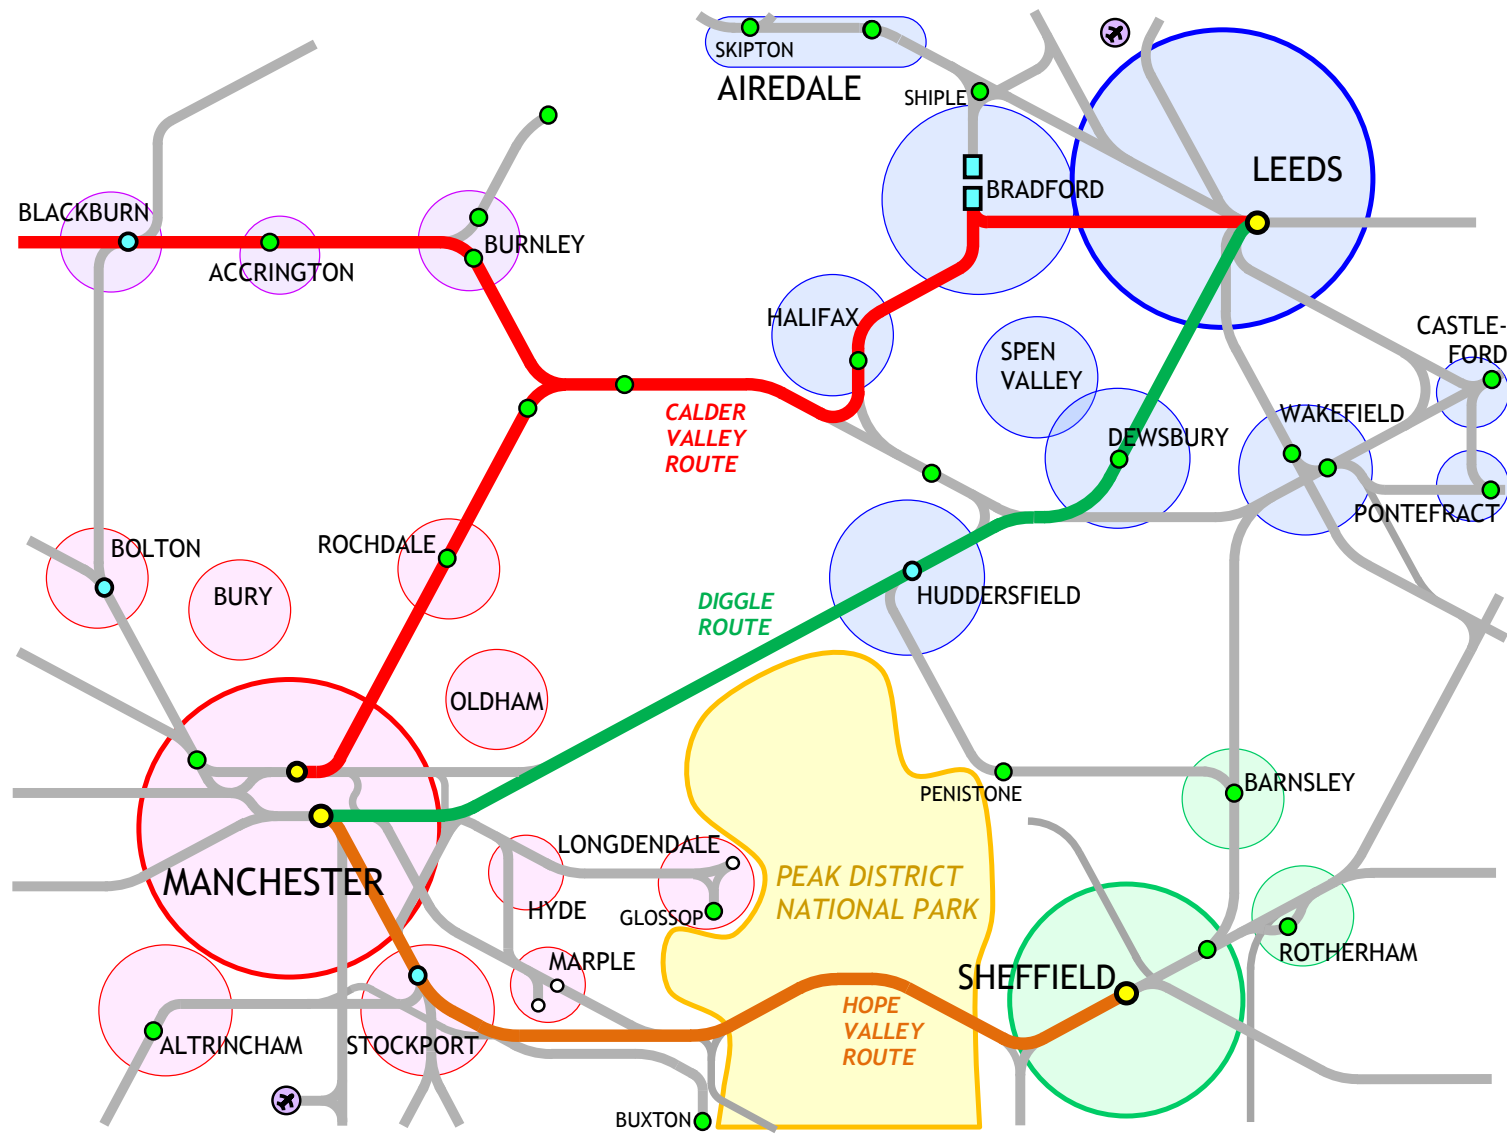 SKIPTON
AIREDALE
SHIPLE
BRADFORD
LEEDS
BLACKBURN
ACCRINGTON
BURNLEY
HALIFAX
SPEN
VALLEY
CASTLE-
FORD
CALDER
VALLEY
ROUTE
DEWSBURY
WAKEFIELD
PONTEFRACT
BOLTON
BURY
ROCHDALE
DIGGLE
ROUTE
HUDDERSFIELD
OLDHAM
PENISTONE
BARNSLEY
MANCHESTER
LONGDENDALE
HYDE
GLOSSOP
PEAK DISTRICT
NATIONAL PARK
MARPLE
SHEFFIELD
ROTHERHAM
HOPE
VALLEY
ROUTE
ALTRINCHAM
STOCKPORT
BUXTON